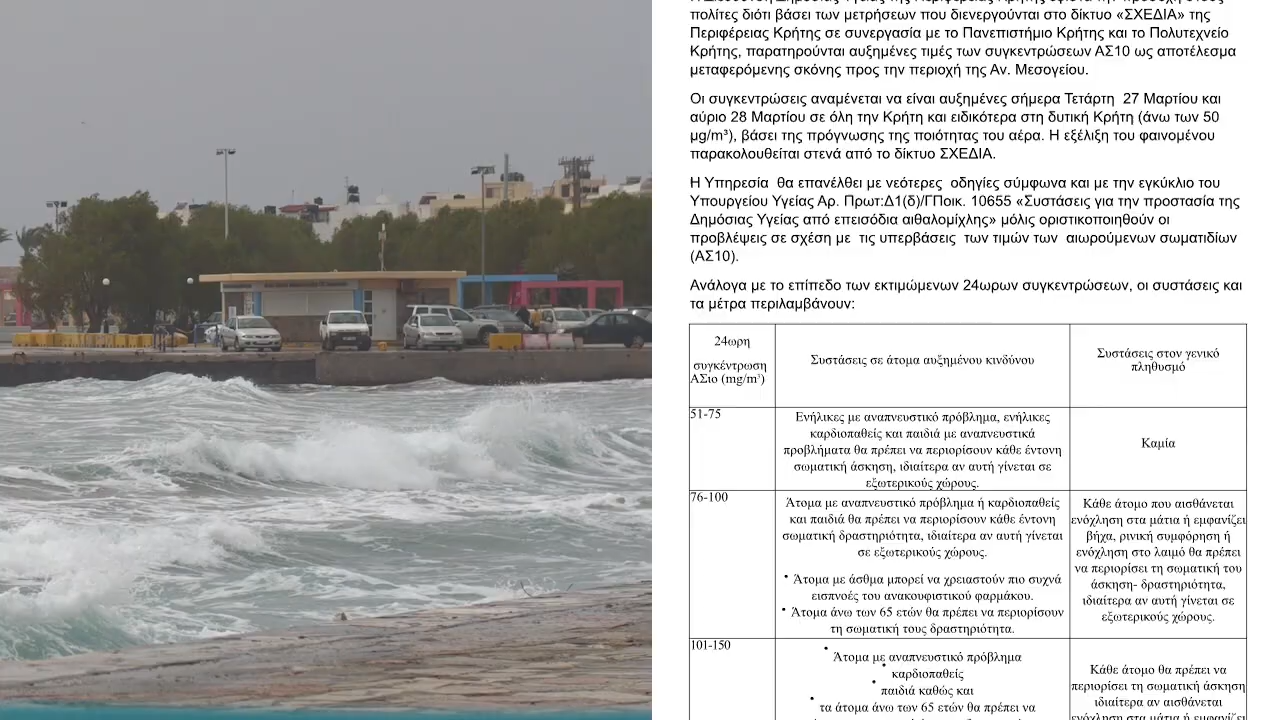 πολίτες διότι βάσει των μετρήσεων που διενεργούνται στο δίκτυο «ΣΧΕΔΙΑ» της
Περιφέρειας Κρήτης σε συνεργασία με το Πανεπιστήμιο Κρήτης και το Πολυτεχνείο
Κρήτης, παρατηρούνται αυξημένες τιμές των συγκεντρώσεων ΑΣ10 ως αποτέλεσμα
μεταφερόμενης σκόνης προς την περιοχή της Αν. Μεσογείου.
Οι συγκεντρώσεις αναμένεται να είναι αυξημένες σήμερα Τετάρτη 27 Μαρτίου και
αύριο 28 Μαρτίου σε όλη την Κρήτη και ειδικότερα στη δυτική Κρήτη (άνω των 50
μg/m³), βάσει της πρόγνωσης της ποιότητας του αέρα. Η εξέλιξη του φαινομένου
παρακολουθείται στενά από το δίκτυο ΣΧΕΔΙΑ.
Η Υπηρεσία θα επανέλθει με νεότερες οδηγίες σύμφωνα και με την εγκύκλιο του
Υπουργείου Υγείας Αρ. Πρωτ:Δ1(δ)/ΓΠοικ. 10655 «Συστάσεις για την προστασία της
Δημόσιας Υγείας από επεισόδια αιθαλομίχλης» μόλις οριστικοποιηθούν οι
προβλέψεις σε σχέση με τις υπερβάσεις των τιμών των αιωρούμενων σωματιδίων
(ΑΣ10).
Ανάλογα με το επίπεδο των εκτιμώμενων 24ωρων συγκεντρώσεων, οι συστάσεις και
τα μέτρα περιλαμβάνουν:
24ωρη
συγκέντρωση
ΑΣιο (mg/m³)
Συστάσεις σε άτομα αυξημένου κινδύνου
Συστάσεις στον γενικό
πληθυσμό
51-75
Ενήλικες με αναπνευστικό πρόβλημα, ενήλικες
καρδιοπαθείς και παιδιά με αναπνευστικά
προβλήματα θα πρέπει να περιορίσουν κάθε έντονη
σωματική άσκηση, ιδιαίτερα αν αυτή γίνεται σε
εξωτερικούς χώρους.
Καμία
76-100
Άτομα με αναπνευστικό πρόβλημα ή καρδιοπαθείς
και παιδιά θα πρέπει να περιορίσουν κάθε έντονη
σωματική δραστηριότητα, ιδιαίτερα αν αυτή γίνεται
σε εξωτερικούς χώρους.
• Άτομα με άσθμα μπορεί να χρειαστούν πιο συχνά
εισπνοές του ανακουφιστικού φαρμάκου.
• Άτομα άνω των 65 ετών θα πρέπει να περιορίσουν
τη σωματική τους δραστηριότητα.
Κάθε άτομο που αισθάνεται
ενόχληση στα μάτια ή εμφανίζει
βήχα, ρινική συμφόρηση ή
ενόχληση στο λαιμό θα πρέπει
να περιορίσει τη σωματική του
άσκηση- δραστηριότητα,
ιδιαίτερα αν αυτή γίνεται σε
εξωτερικούς χώρους.
101-150
• Άτομα με αναπνευστικό πρόβλημα
• καρδιοπαθείς
• παιδιά καθώς και
• τα άτομα άνω των 65 ετών θα πρέπει να
Κάθε άτομο θα πρέπει να
περιορίσει τη σωματική άσκηση
ιδιαίτερα αν αισθάνεται
ενόχληση στα μάτια ή εμφανίζει